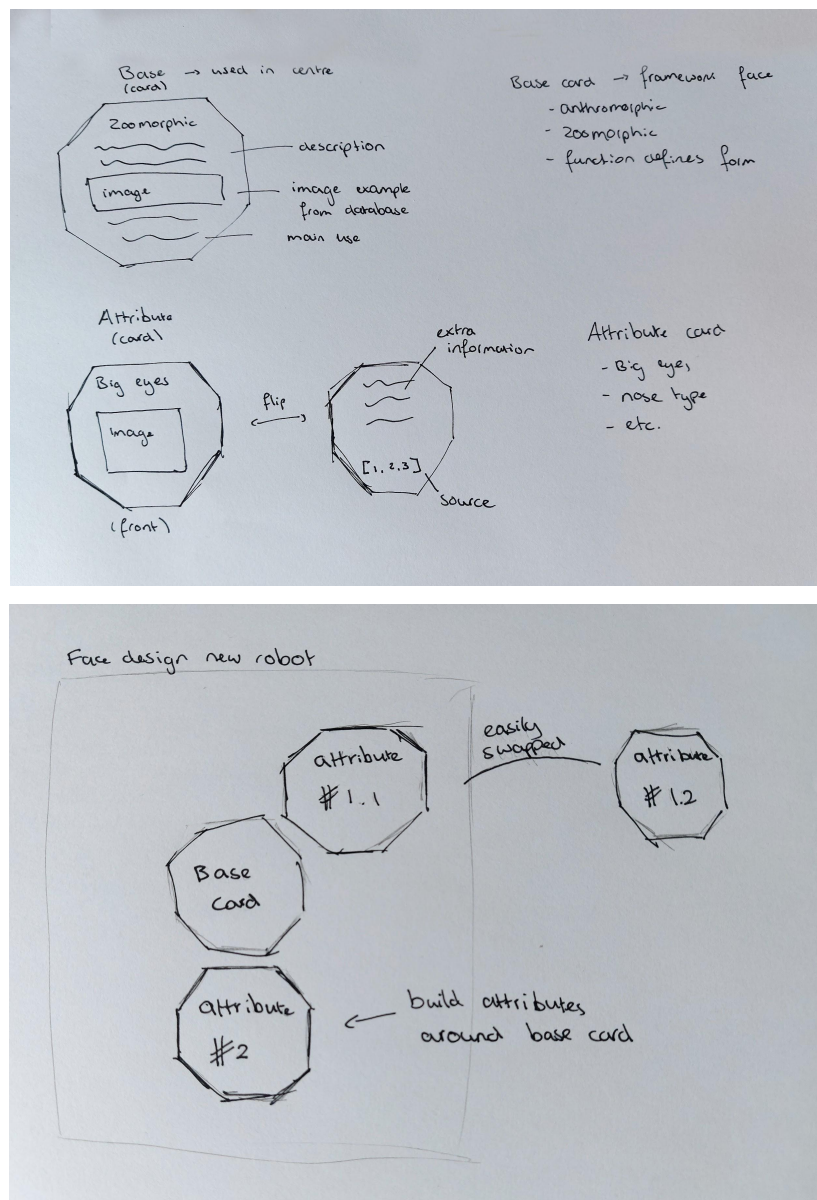 Base → used in centre
(card)
Zoomorphic
description
image
image example
from database
main use
Base card → framework face
- anthromorphic
- zoomorphic
- function defines form
Attribute
(card)
Big eyes
image
(front)
flip
extra
information
[1,2,3]
source
Attribute card
- Big eyes
- nose type
- etc.
Face design new robot
attribute
#1.1
easily
swapped
attribute
#1.2
Base
card
attribute
#2
← build attributes
around base card